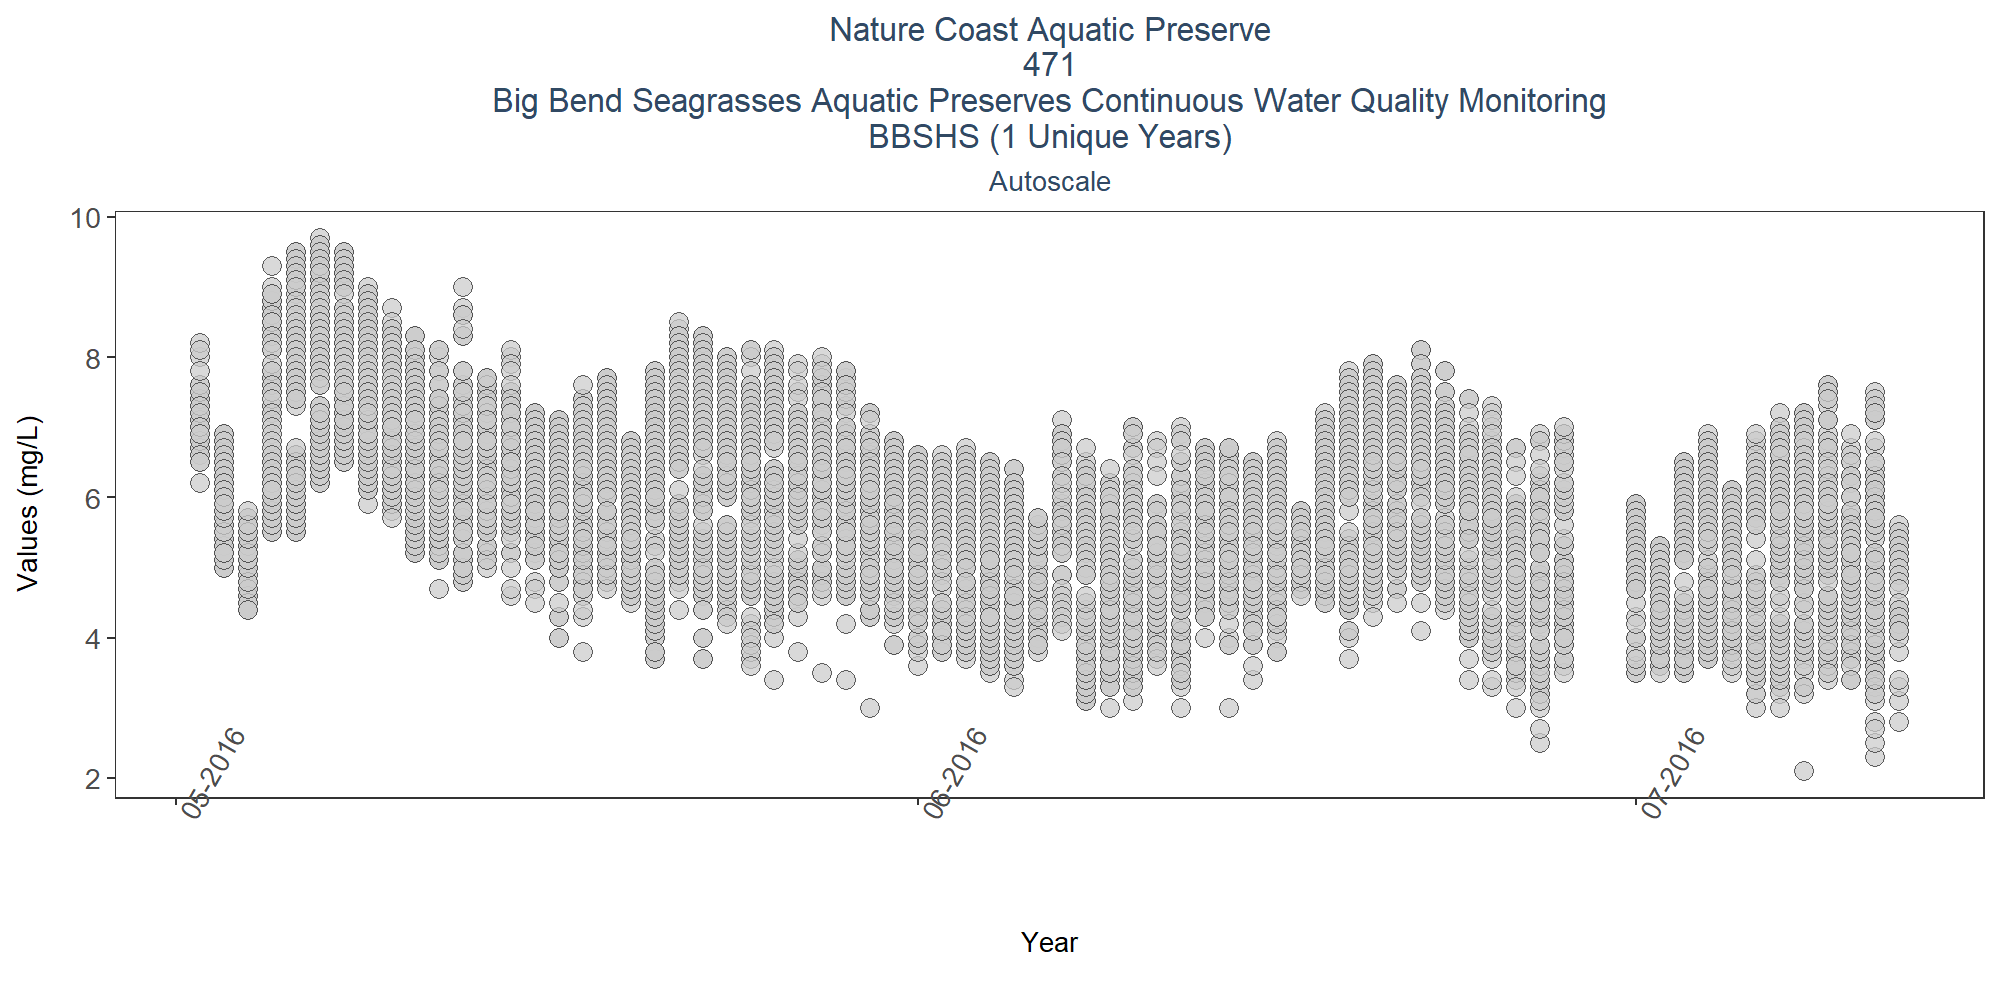 Nature Coast Aquatic Preserve
471
Big Bend Seagrasses Aquatic Preserves Continuous Water Quality Monitoring
BBSHS (1 Unique Years)
Autoscale
Values (mg/L)
10
8
6
4
2
05-2016
06-2016
07-2016
Year